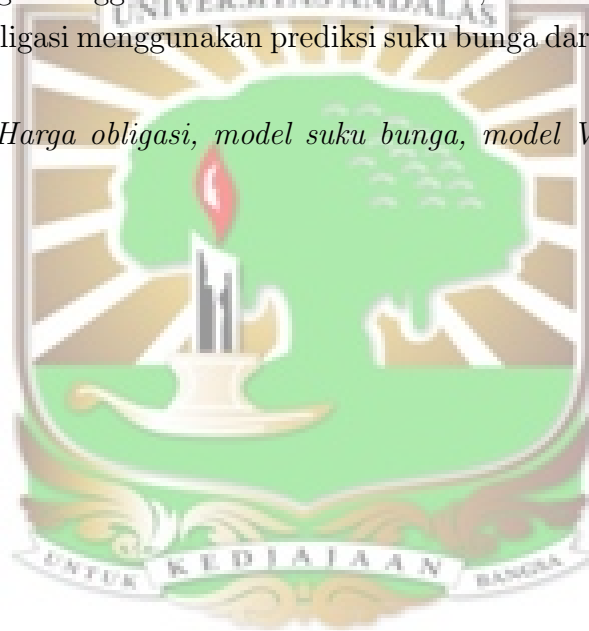 UNIVERSITAS ANDALAS
ligasi menggunakan prediksi suku bunga dar
Harga obligasi, model suku bunga, model V
UNTUK KEDJAJAAN BANGSA